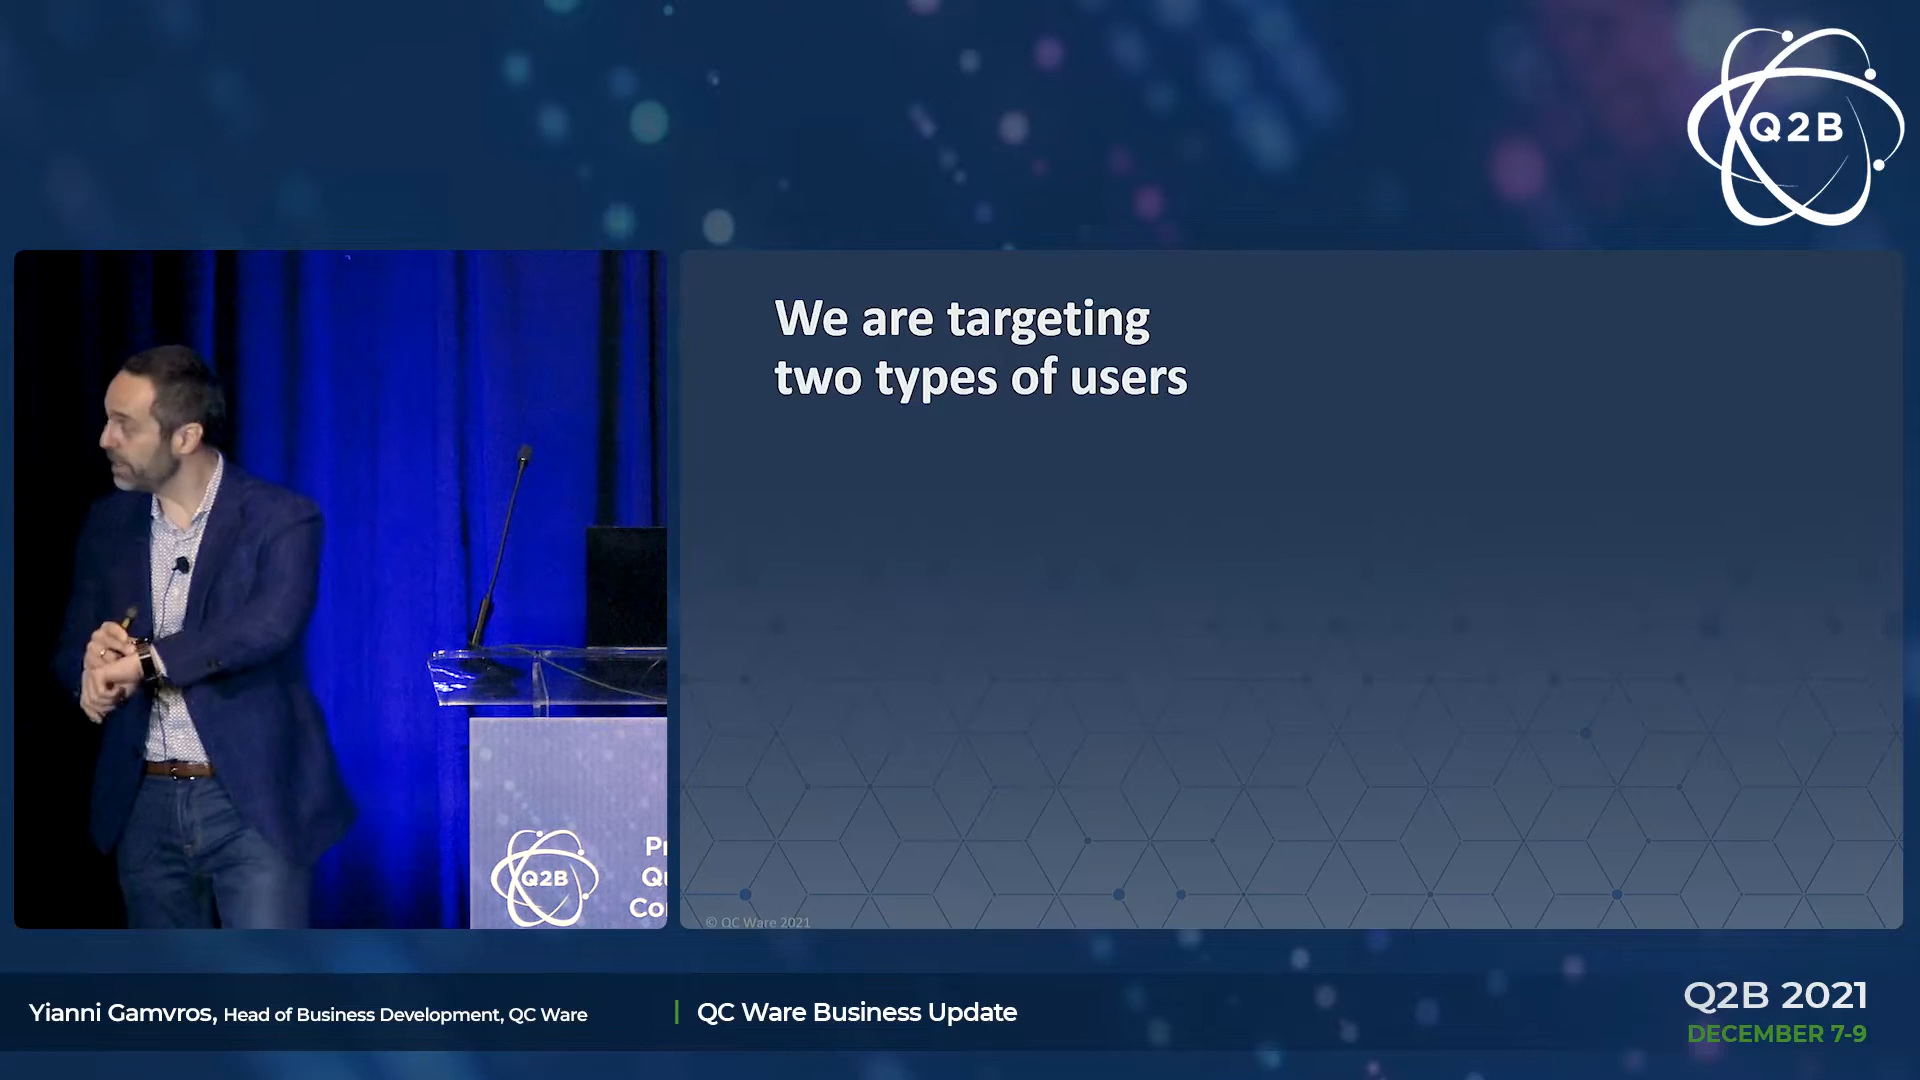 Q2B
We are targeting
two types of users
Q2B
© QC Ware 2021
Yianni Gamvros, Head of Business Development, QC Ware
QC Ware Business Update
Q2B 2021
DECEMBER 7-9